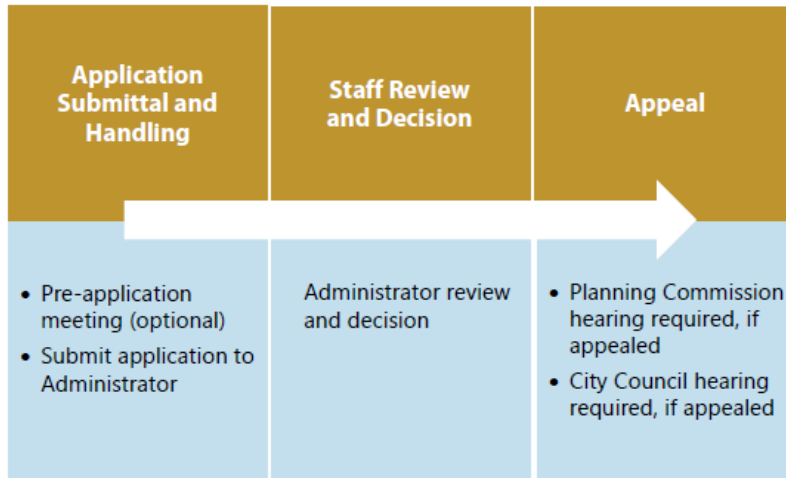 Application
Submittal and
Handling
Staff Review
and Decision
Appeal
• Pre-application
meeting (optional)
• Submit application to
Administrator
Administrator review
and decision
• Planning Commission
hearing required, if
appealed
• City Council hearing
required, if appealed